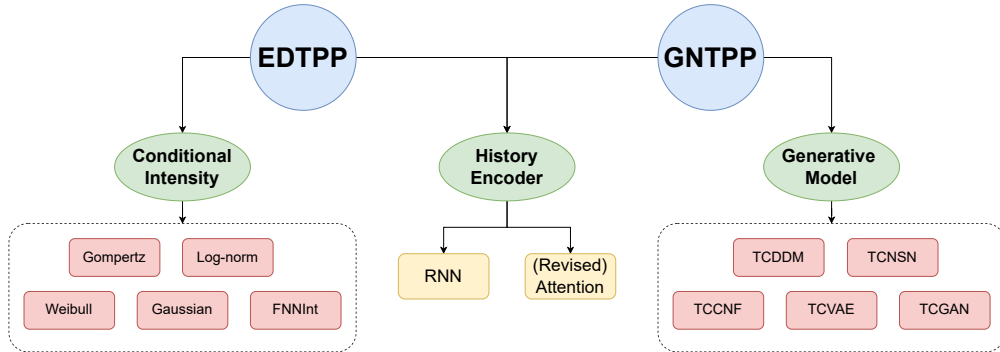 EDTPP
GNTPP
Conditional
Intensity
History
Encoder
Generative
Model
Gompertz
Log-norm
Weibull
Gaussian
FNNInt
RNN
(Revised)
Attention
TCDDM
TCNSN
TCCNF
TCVAE
TCGAN